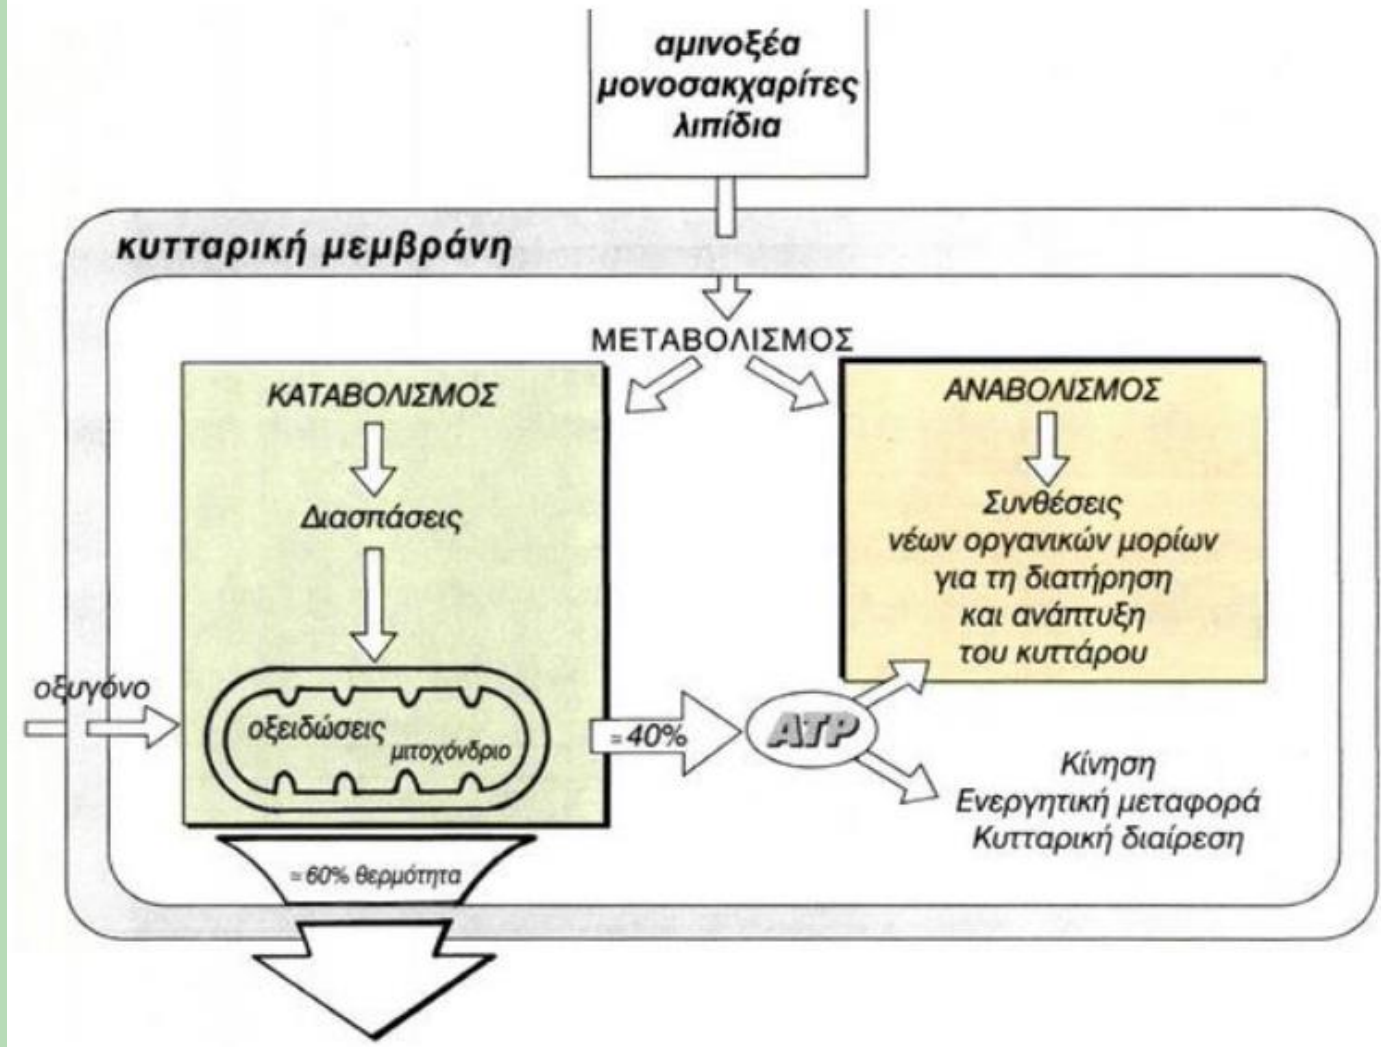 αμινοξέα
μονοσακχαρίτες
λιπίδια
κυτταρική μεμβράνη
ΜΕΤΑΒΟΛΙΣΜΟΣ
ΚΑΤΑΒΟΛΙΣΜΟΣ
Διασπάσεις
οξυγόνο
οξειδώσεις
μιτοχόνδριο
≃ 60% θερμότητα
≃ 40%
ATP
ΑΝΑΒΟΛΙΣΜΟΣ
Συνθέσεις
νέων οργανικών μορίων
για τη διατήρηση
και ανάπτυξη
του κυττάρου
Κίνηση
Ενεργητική μεταφορά
Κυτταρική διαίρεση